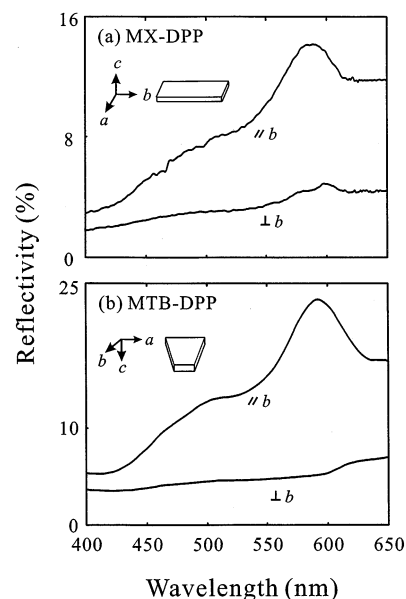 16
(a) MX-DPP
c
b
a
8
// b
⊥ b
0
Reflectivity (%)
25
(b) MTB-DPP
a
b
c
10
// b
⊥ b
0
400 450 500 550 600 650
Wavelength (nm)